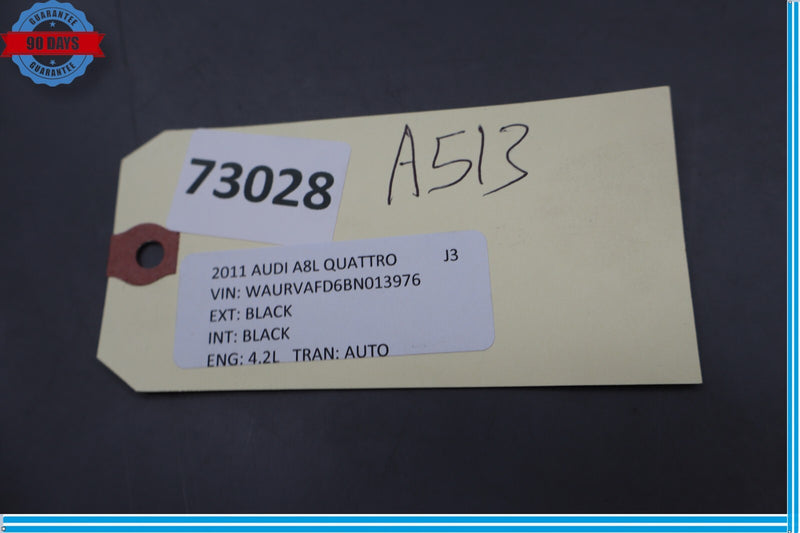 GUARANTEE
90 DAYS
GUARANTEE
73028
A513
2011 AUDI A8L QUATTRO J3
VIN: WAURVAFD6BN013976
EXT: BLACK
INT: BLACK
ENG: 4.2L TRAN: AUTO